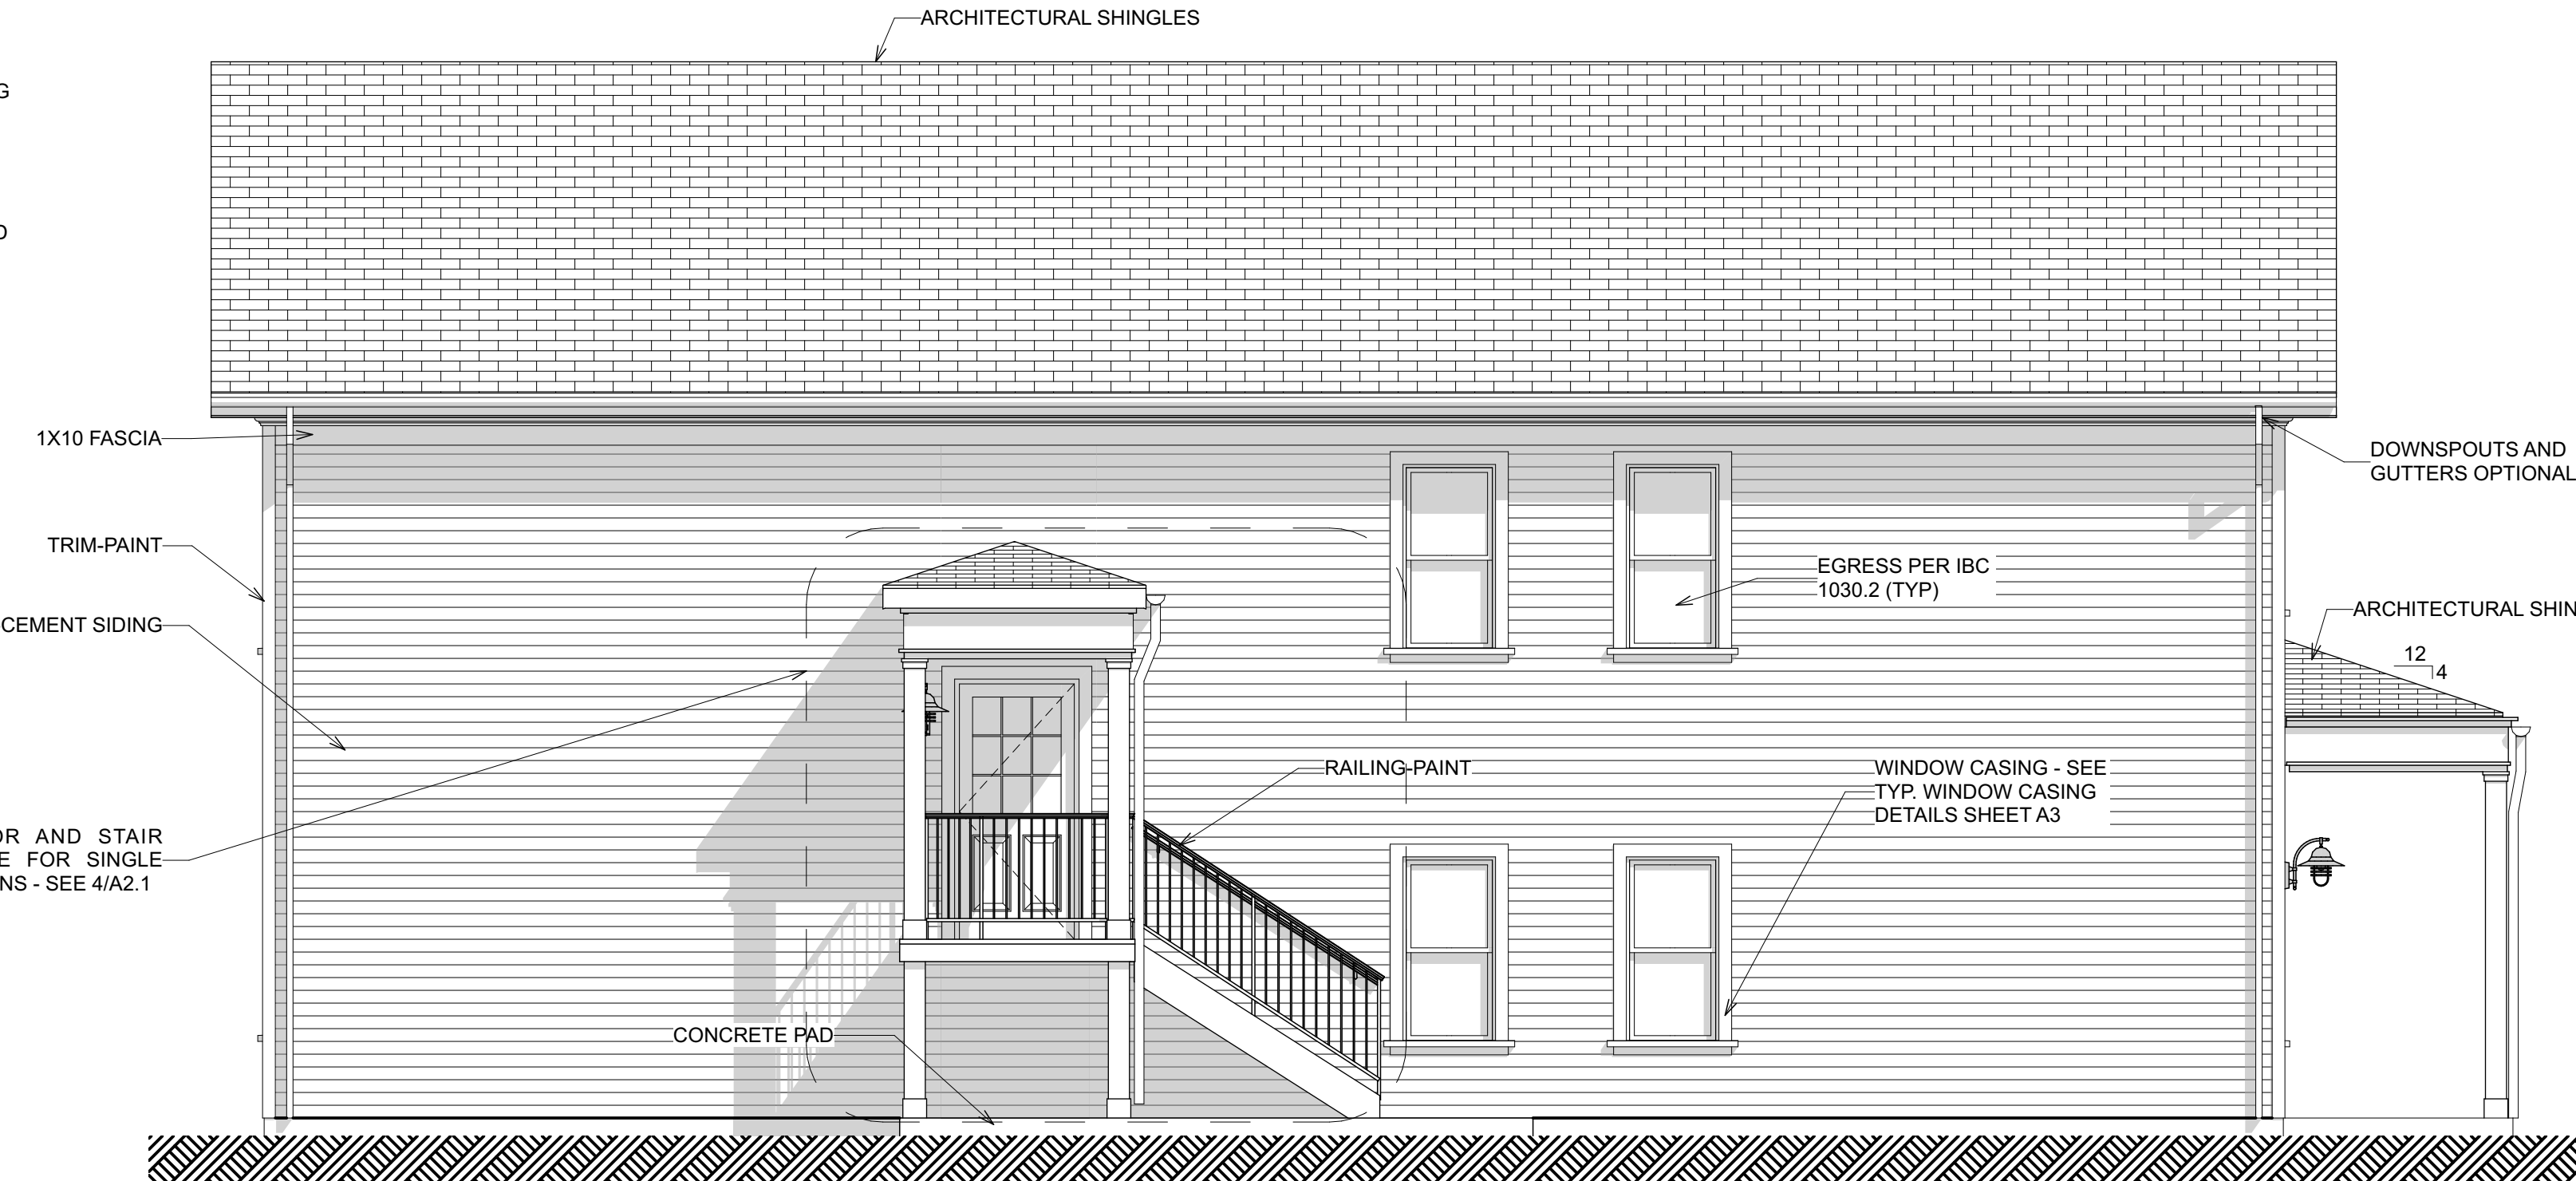 ARCHITECTURAL SHINGLES
1X10 FASCIA
DOWNSPOUTS AND
GUTTERS OPTIONAL
TRIM-PAINT
EGRESS PER IBC
1030.2 (TYP)
CEMENT SIDING
ARCHITECTURAL SHIN
12
4
RAILING-PAINT
WINDOW CASING - SEE
TYP. WINDOW CASING
DETAILS SHEET A3
AND STAIR
FOR SINGLE
- SEE 4/A2.1
CONCRETE PAD